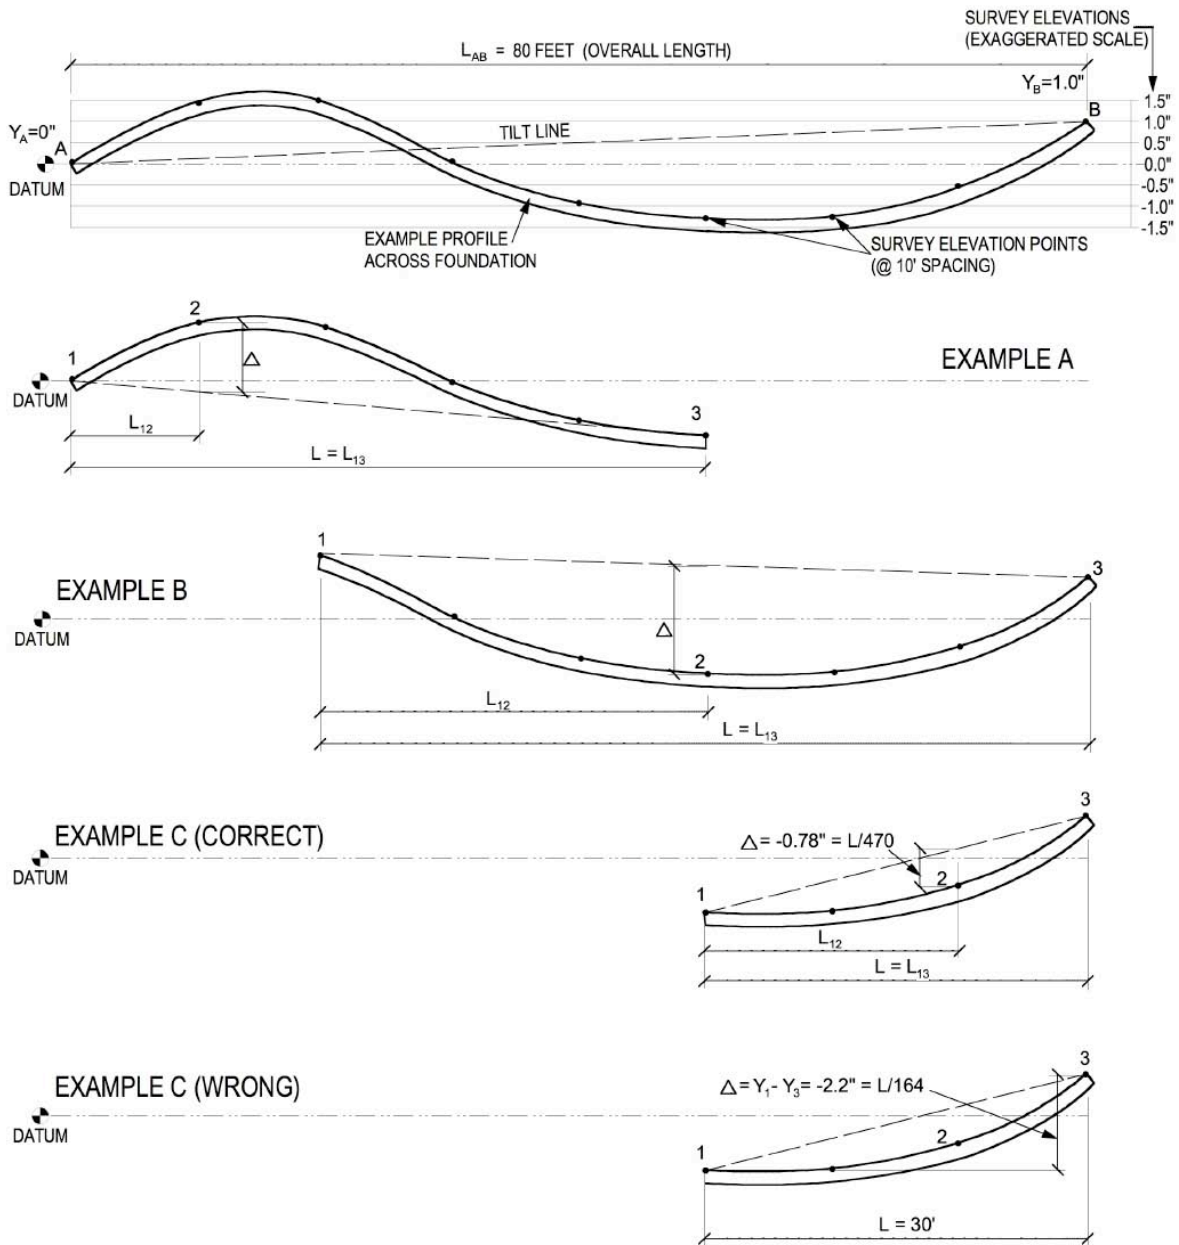 SURVEY ELEVATIONS
(EXAGGERATED SCALE)
L_AB = 80 FEET (OVERALL LENGTH)
Y_B=1.0"
1.5"
Y_A=0"
B
1.0"
TILT LINE
0.5"
A
0.0"
DATUM
-0.5"
-1.0"
-1.5"
EXAMPLE PROFILE
ACROSS FOUNDATION
SURVEY ELEVATION POINTS
(@ 10' SPACING)
2
1
△
EXAMPLE A
DATUM
3
L₁₂
L = L₁₃
1
3
EXAMPLE B
DATUM
△
2
L₁₂
L = L₁₃
3
EXAMPLE C (CORRECT)
△ = -0.78" = L/470
DATUM
2
1
L₁₂
L = L₁₃
3
EXAMPLE C (WRONG)
△ = Y₁- Y₃= -2.2" = L/164
DATUM
2
1
L = 30'